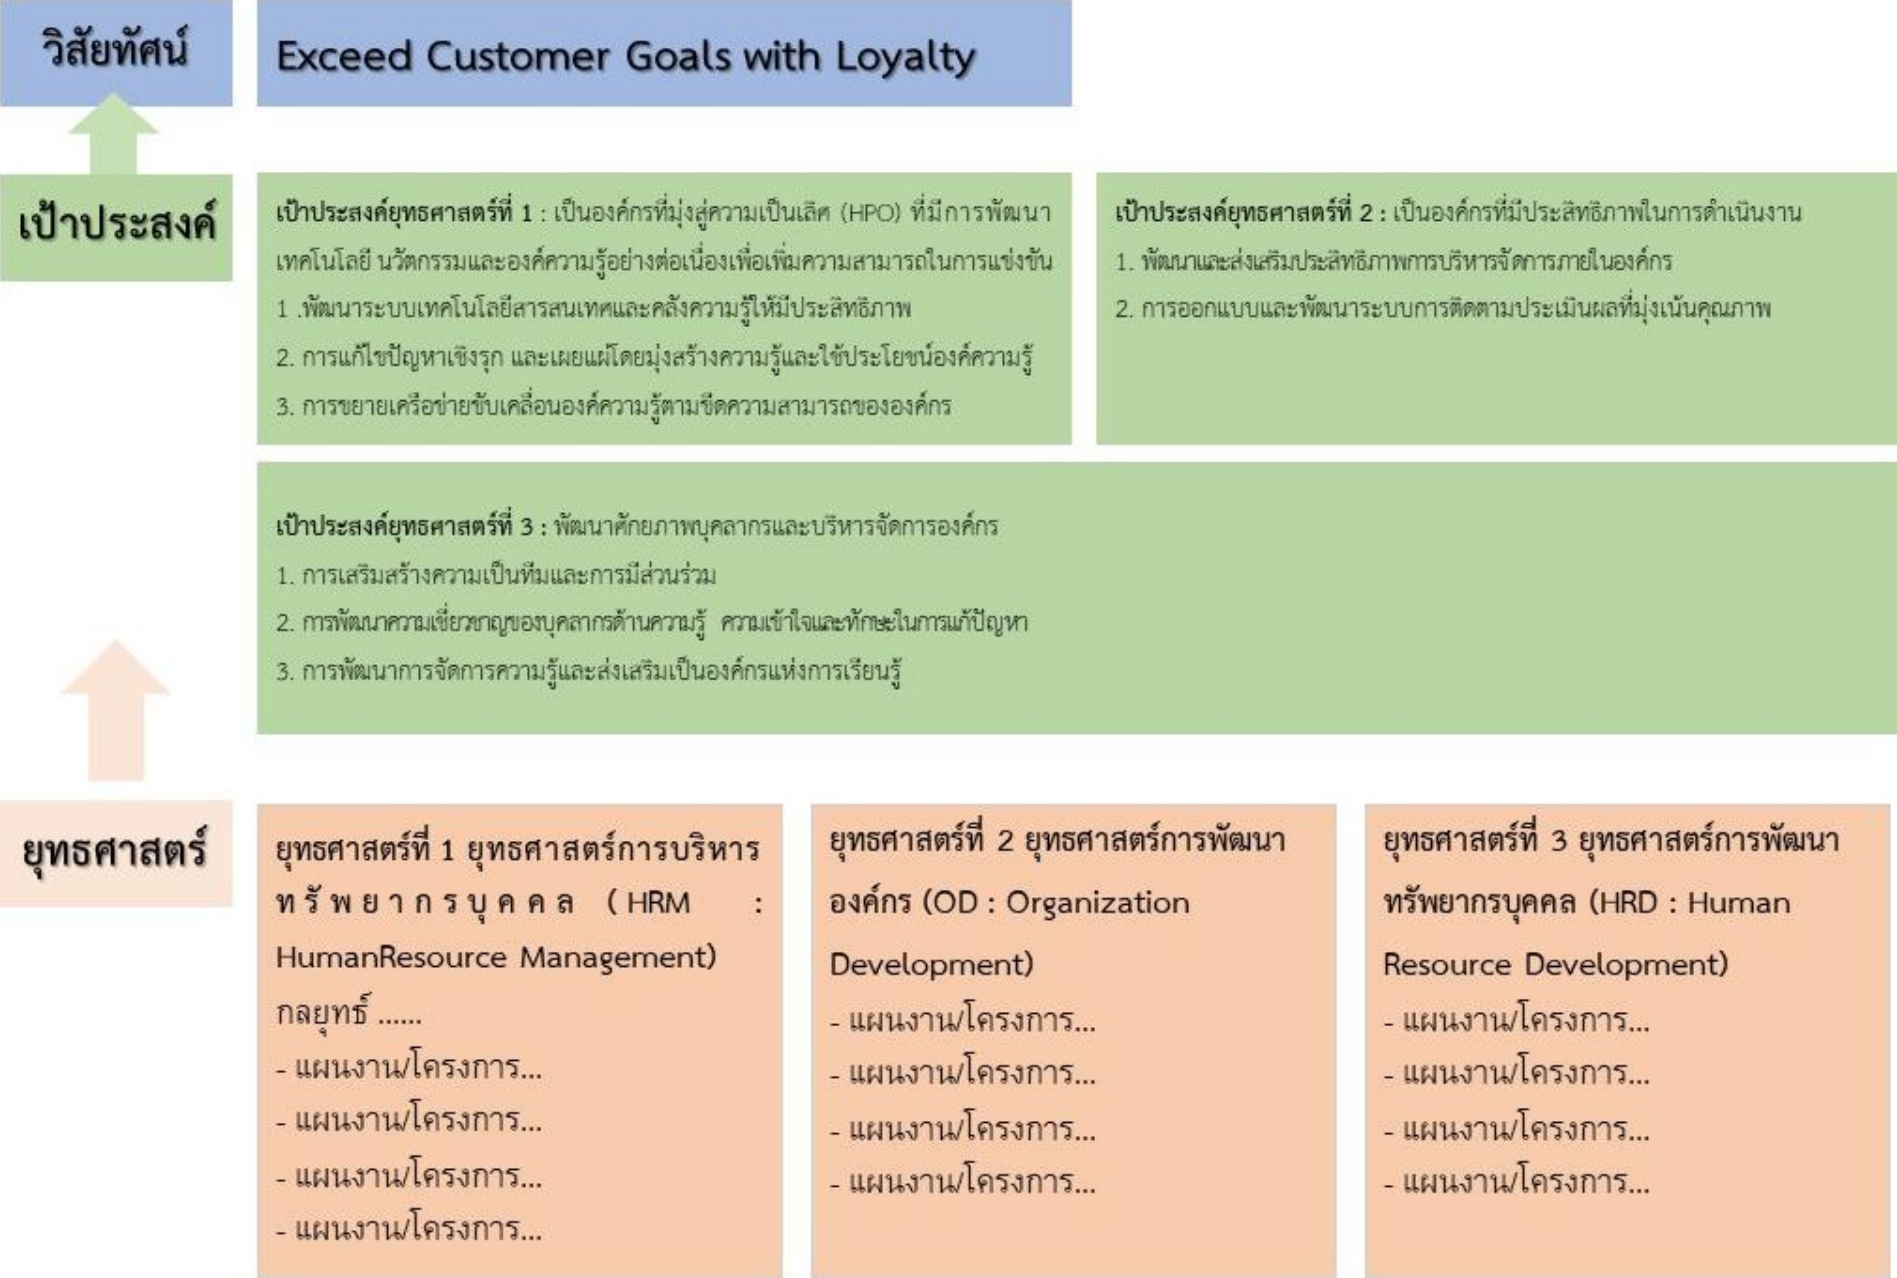 วิสัยทัศน์
Exceed Customer Goals with Loyalty
เป้าประสงค์
เป้าประสงค์ยุทธศาสตร์ที่ 1 : เป็นองค์กรที่มุ่งสู่ความเป็นเลิศ (HPO) ที่มีการพัฒนา
เทคโนโลยี นวัตกรรมและองค์ความรู้อย่างต่อเนื่องเพื่อเพิ่มความสามารถในการแข่งขัน
1 .พัฒนาระบบเทคโนโลยีสารสนเทศและคลังความรู้ให้มีประสิทธิภาพ
2. การแก้ไขปัญหาเชิงรุก และเผยแผ่โดยมุ่งสร้างความรู้และใช้ประโยชน์องค์ความรู้
3. การขยายเครือข่ายขับเคลื่อนองค์ความรู้ตามขีดความสามารถขององค์กร
เป้าประสงค์ยุทธศาสตร์ที่ 2 : เป็นองค์กรที่มีประสิทธิภาพในการดำเนินงาน
1. พัฒนาและส่งเสริมประสิทธิภาพการบริหารจัดการภายในองค์กร
2. การออกแบบและพัฒนาระบบการติดตามประเมินผลที่มุ่งเน้นคุณภาพ
เป้าประสงค์ยุทธศาสตร์ที่ 3 : พัฒนาศักยภาพบุคลากรและบริหารจัดการองค์กร
1. การเสริมสร้างความเป็นทีมและการมีส่วนร่วม
2. การพัฒนาความเชี่ยวชาญของบุคลากรด้านความรู้ ความเข้าใจและทักษะในการแก้ปัญหา
3. การพัฒนาการจัดการความรู้และส่งเสริมเป็นองค์กรแห่งการเรียนรู้
ยุทธศาสตร์
ยุทธศาสตร์ที่ 1 ยุทธศาสตร์การบริหาร
ทรัพยากรบุคคล (HRM :
HumanResource Management)
กลยุทธ์ ......
- แผนงาน/โครงการ...
- แผนงาน/โครงการ...
- แผนงาน/โครงการ...
- แผนงาน/โครงการ...
ยุทธศาสตร์ที่ 2 ยุทธศาสตร์การพัฒนา
องค์กร (OD : Organization
Development)
- แผนงาน/โครงการ...
- แผนงาน/โครงการ...
- แผนงาน/โครงการ...
- แผนงาน/โครงการ...
ยุทธศาสตร์ที่ 3 ยุทธศาสตร์การพัฒนา
ทรัพยากรบุคคล (HRD : Human
Resource Development)
- แผนงาน/โครงการ...
- แผนงาน/โครงการ...
- แผนงาน/โครงการ...
- แผนงาน/โครงการ...